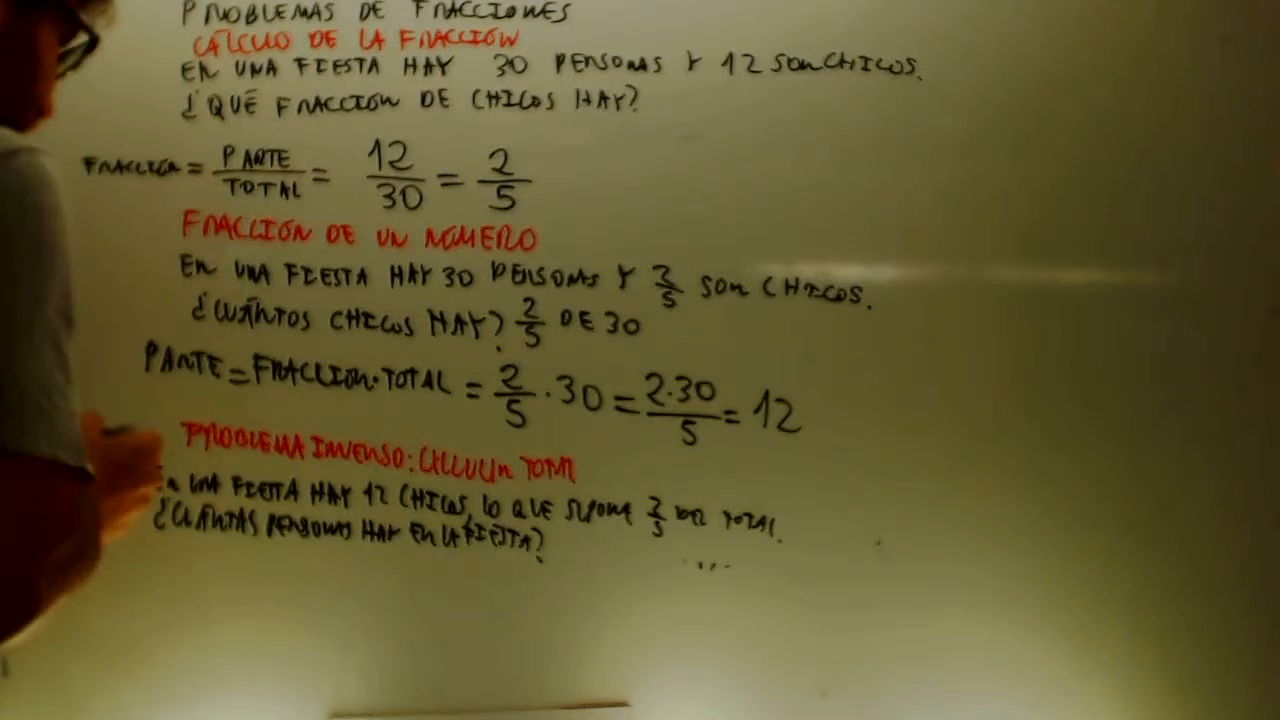 PROBLEMAS DE FRACCIONES
CÁLCULO DE LA FRACCIÓN
EN UNA FIESTA HAY 30 PERSONAS Y 12 SON CHICOS.
¿QUÉ FRACCIÓN DE CHICOS HAY?
FRACCIÓN = PARTE/TOTAL = 12/30 = 2/5
FRACCIÓN DE UN NÚMERO
EN UNA FIESTA HAY 30 PERSONAS Y 2/5 SON CHICOS.
¿CUÁNTOS CHICOS HAY? 2/5 DE 30
PARTE = FRACCIÓN · TOTAL = 2/5 · 30 = 2·30/5 = 12
PROBLEMA INVERSO: CALCULAR TOTAL
EN UNA FIESTA HAY 12 CHICOS, LO QUE SUPONE 2/5 DEL TOTAL.
¿CUÁNTAS PERSONAS HAY EN LA FIESTA?